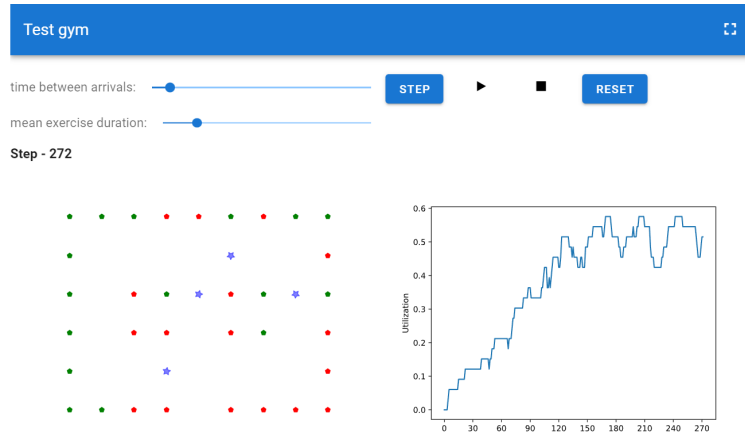 Test gym
time between arrivals:
STEP
RESET
mean exercise duration:
Step - 272
0.6
0.5
0.4
0.3
0.2
0.1
0.0
Utilization
0 30 60 90 120 150 180 210 240 270